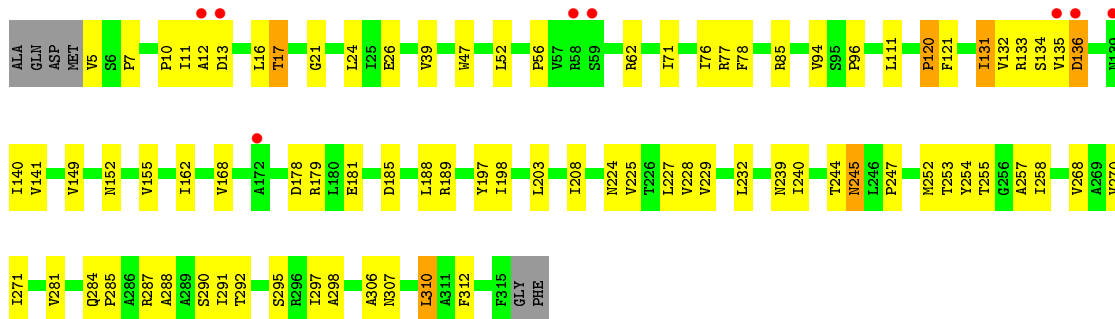 ALA GLN ASP MET V5 S6 P7 P10 I11 A12 D13 L16 T17 G21 L24 I25 E26 V39 W47 L52 P56 V57 R58 S59 R62 I71 I76 R77 F78 R85 V94 S95 P96 L111 P120 F121 I131 V132 R133 S134 V135 D136 N139
I140 V141 V149 N152 V155 I162 V168 A172 D178 R179 L180 E181 D185 L188 R189 Y197 I198 L203 I208 N224 V225 T226 L227 V228 V229 L232 N239 I240 T244 A245 L246 P247 M252 T253 Y254 T255 G256 A257 I258 V268 A269 V270
I271 V281 Q284 P285 A286 R287 A288 A289 S290 I291 T292 S295 R296 I297 A298 A306 N307 L310 A311 F312 F315 GLY PHE